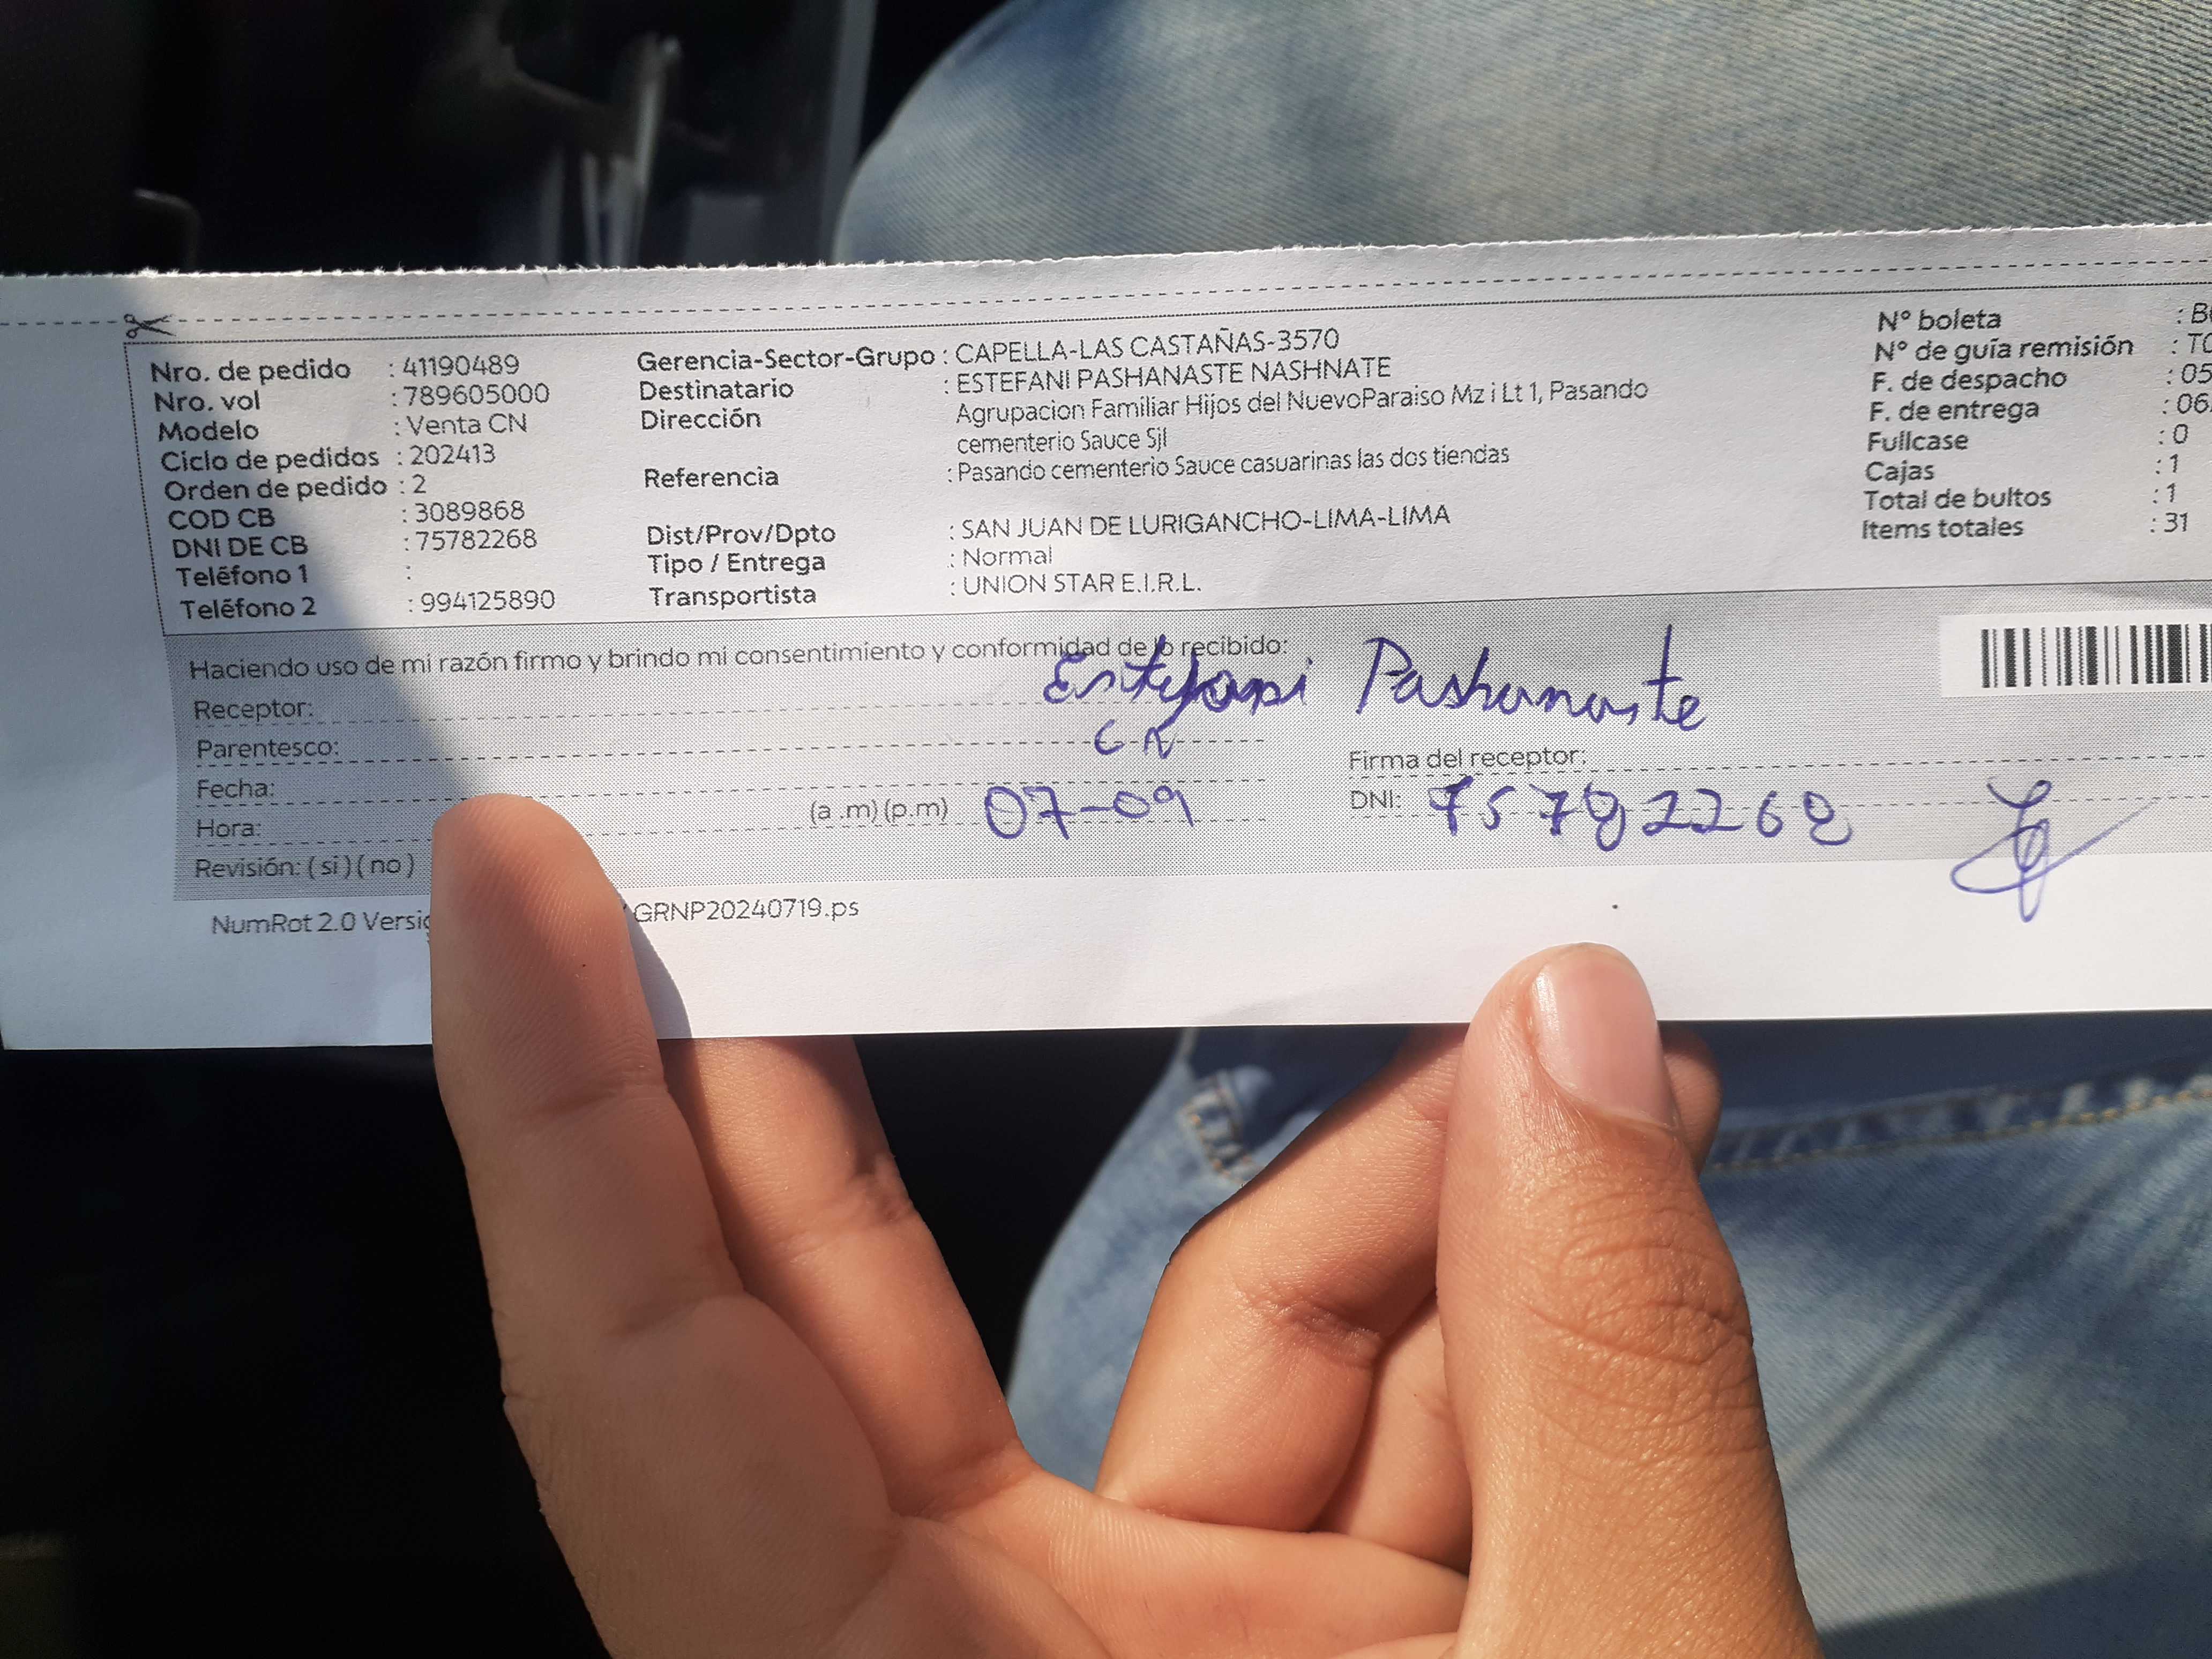 Nro. de pedido : 41190489
Nro. vol : 789605000
Modelo : Venta CN
Ciclo de pedidos : 202413
Orden de pedido : 2
COD CB : 3089868
DNI DE CB : 75782268
Teléfono 1 :
Teléfono 2 : 994125890
Gerencia-Sector-Grupo : CAPELLA-LAS CASTAÑAS-3570
Destinatario : ESTEFANI PASHANASTE NASHNATE
Dirección Agrupacion Familiar Hijos del NuevoParaiso Mz i Lt 1, Pasando
cementerio Sauce Sjl
Referencia : Pasando cementerio Sauce casuarinas las dos tiendas
Dist/Prov/Dpto : SAN JUAN DE LURIGANCHO-LIMA-LIMA
Tipo / Entrega : Normal
Transportista : UNION STAR E.I.R.L.
N° boleta
N° de guía remisión
F. de despacho : 05
F. de entrega : 06
Fullcase : 0
Cajas : 1
Total de bultos : 1
Items totales : 31
Haciendo uso de mi razón firmo y brindo mi consentimiento y conformidad de lo recibido:
Receptor: Estefani Pashanaste
Parentesco:
Fecha:
Hora: (a .m) (p.m) 07-09
Revisión: ( si ) ( no )
Firma del receptor:
DNI: 75782268
NumRot 2.0 GRNP20240719.ps